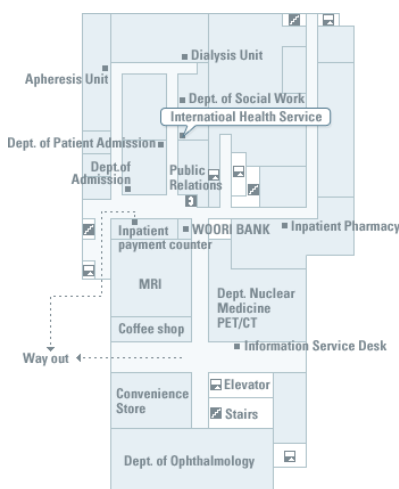 Dialysis Unit
Apheresis Unit
Dept. of Social Work
Internatioal Health Service
Dept. of Patient Admission
Dept.of
Admission
Public
Relations
Inpatient
payment counter
WOORI BANK
Inpatient Pharmacy
MRI
Dept. Nuclear
Medicine
PET/CT
Coffee shop
Information Service Desk
Way out
Convenience
Store
Elevator
Stairs
Dept. of Ophthalmology